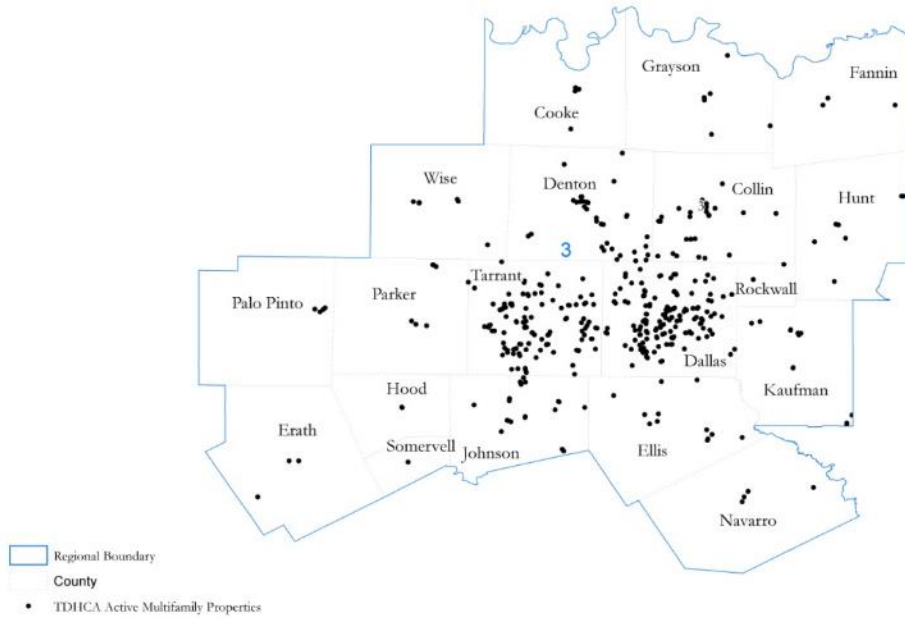 Grayson
Fannin
Cooke
Wise
Denton
Collin
Hunt
3
3
Tarrant
Parker
Rockwall
Palo Pinto
Dallas
Hood
Kaufman
Erath
Somervell
Johnson
Ellis
Navarro
Regional Boundary
County
TDHCA Active Multifamily Properties